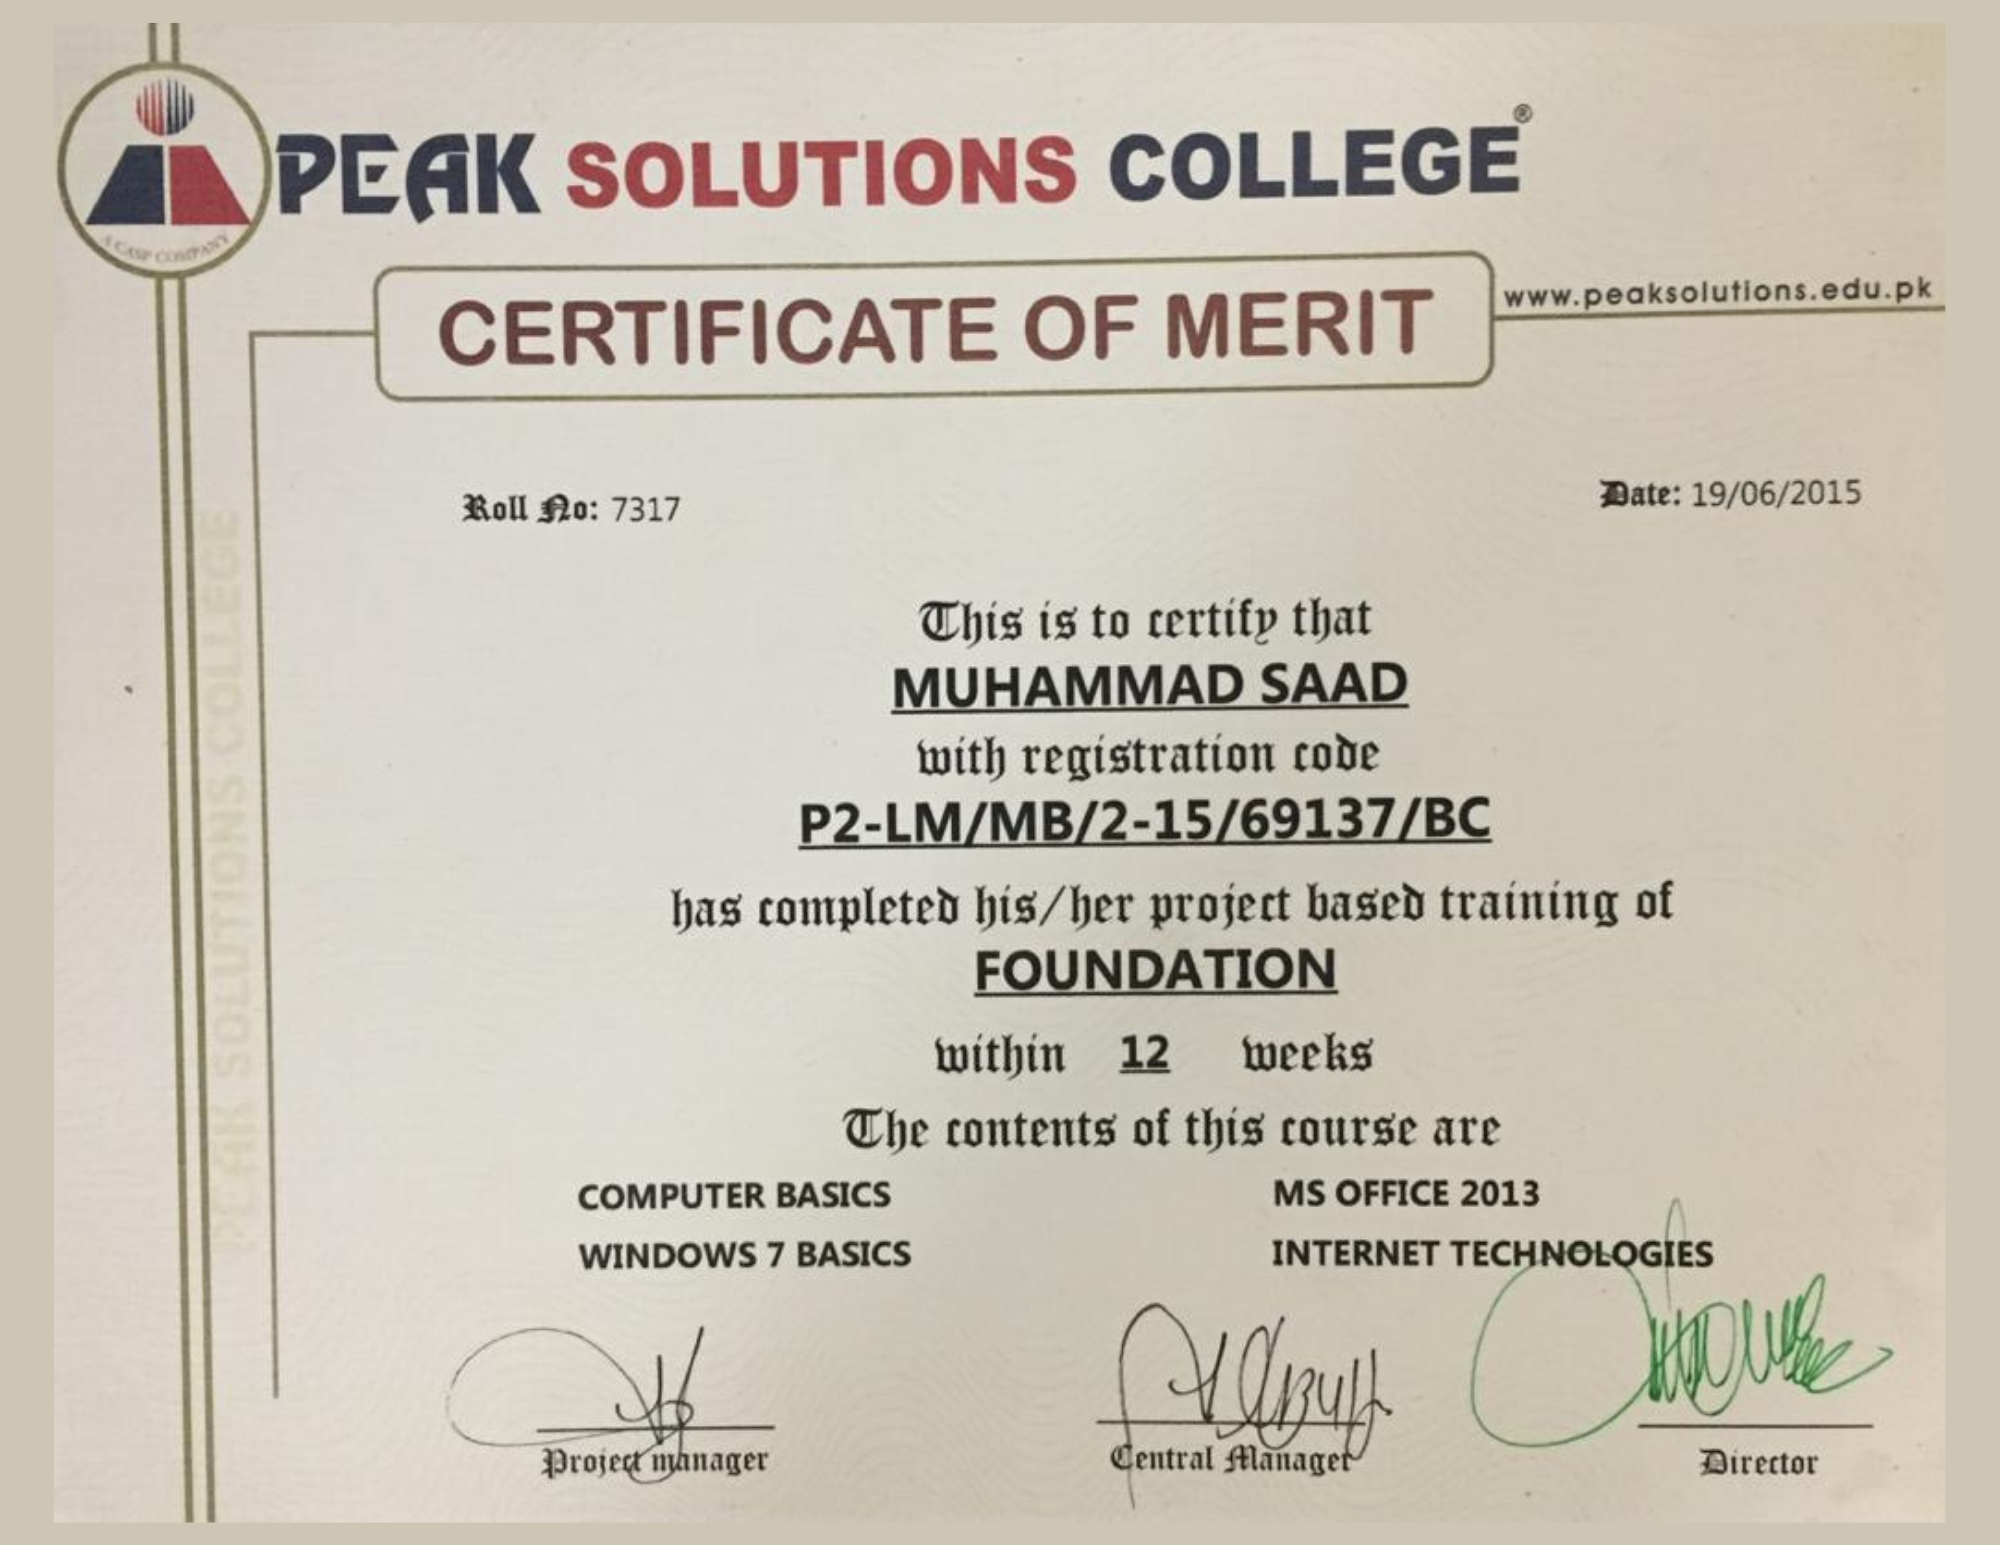 PEAK SOLUTIONS COLLEGE®
A CASP COMPANY
CERTIFICATE OF MERIT
www.peaksolutions.edu.pk
Roll No: 7317
Date: 19/06/2015
This is to certify that
MUHAMMAD SAAD
with registration code
P2-LM/MB/2-15/69137/BC
has completed his/her project based training of
FOUNDATION
within 12 weeks
The contents of this course are
COMPUTER BASICS
MS OFFICE 2013
WINDOWS 7 BASICS
INTERNET TECHNOLOGIES
Project manager
Central Manager
Director
PEAK SOLUTIONS COLLEGE